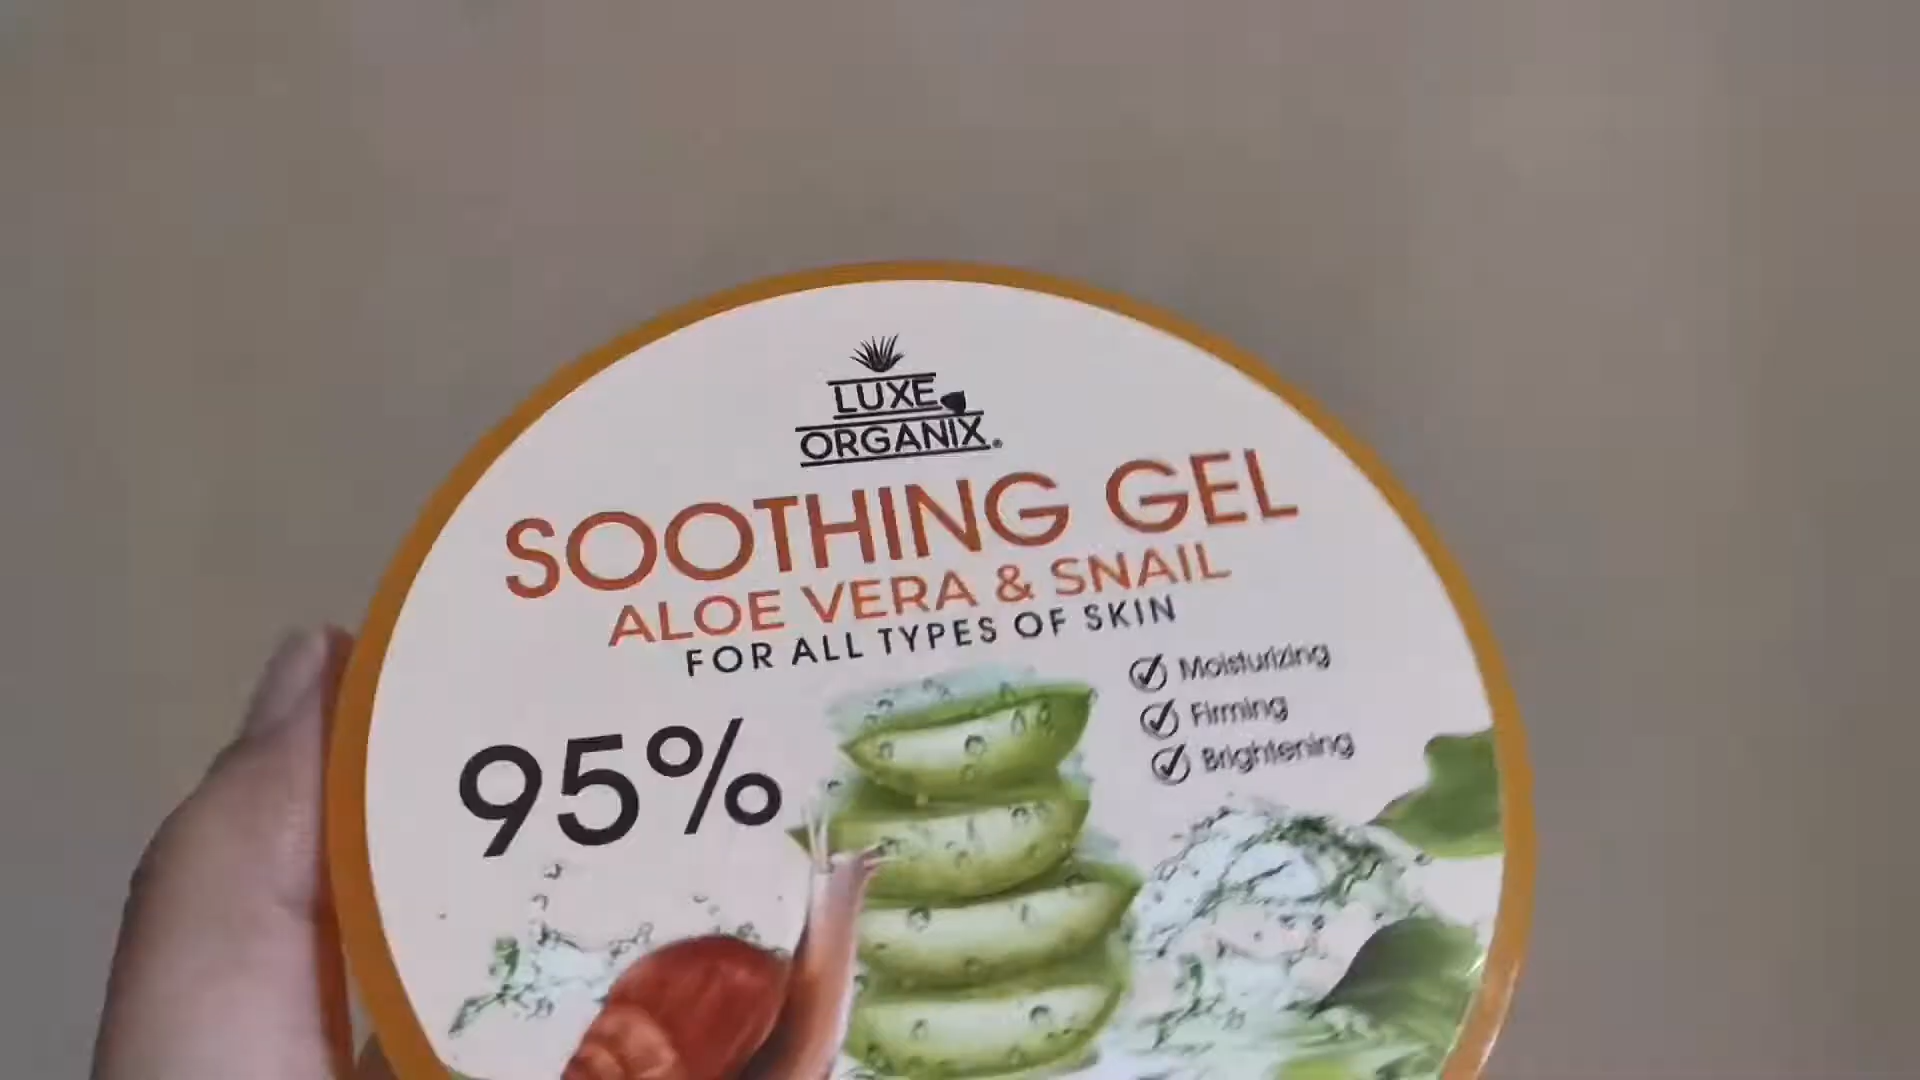 LUXE
ORGANIX®
SOOTHING GEL
ALOE VERA & SNAIL
FOR ALL TYPES OF SKIN
Moisturizing
Firming
Brightening
95%